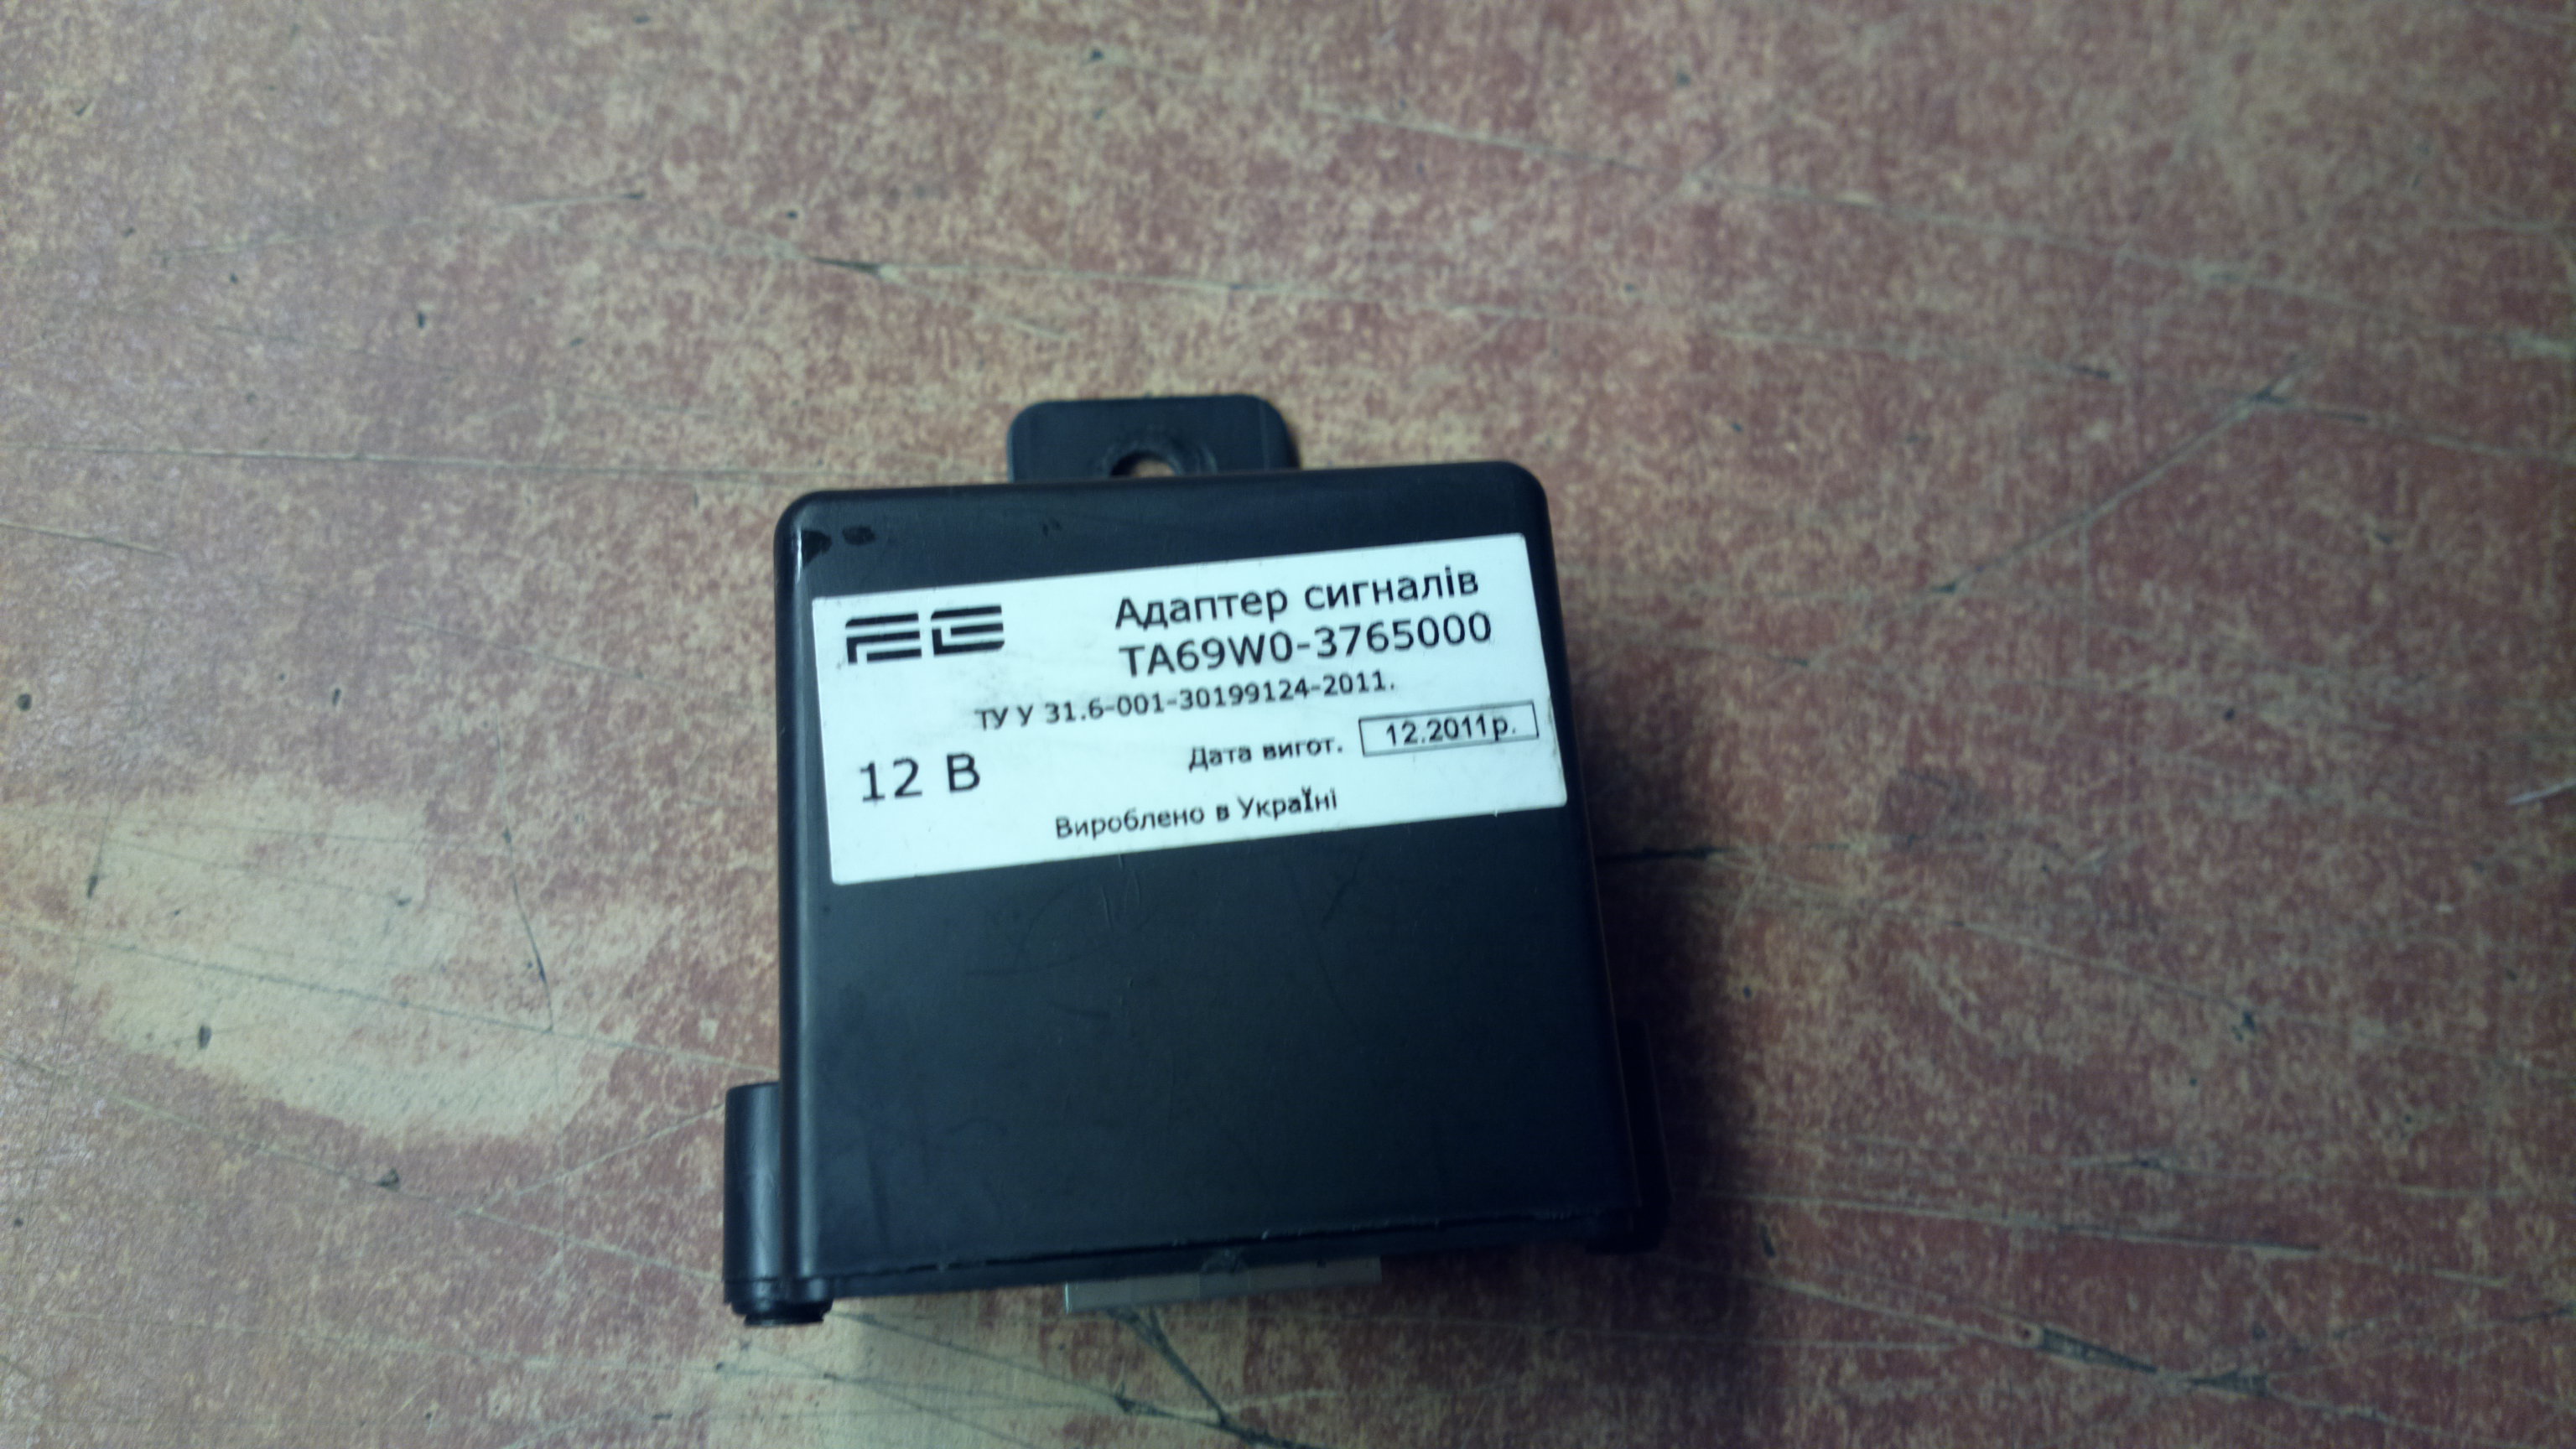 Адаптер сигналів
TA69W0-3765000
ТУ У 31.6-001-30199124-2011.
12 В
Дата вигот. 12.2011р.
Вироблено в Україні